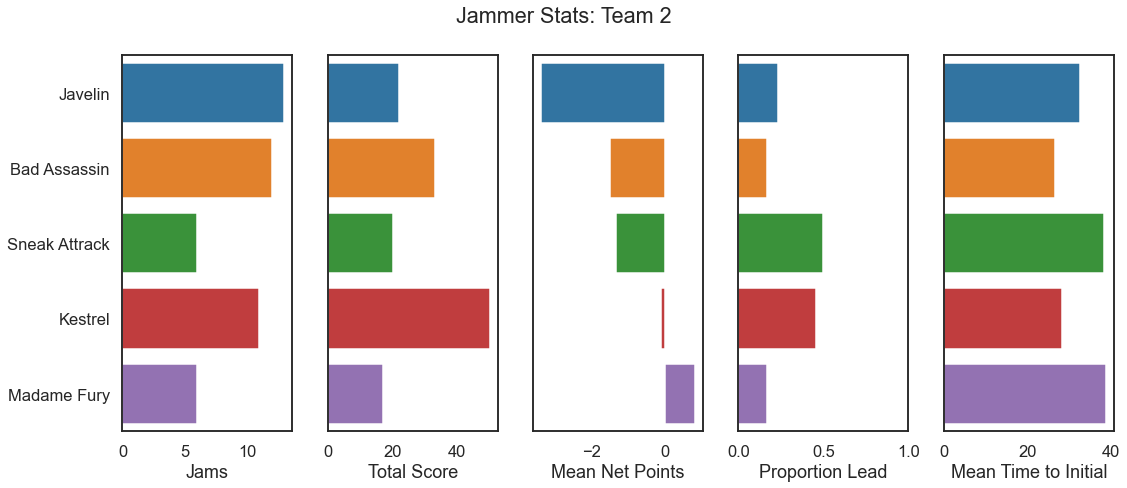 Jammer Stats: Team 2
Javelin
Bad Assassin
Sneak Attrack
Kestrel
Madame Fury
0 5 10
Jams
0 20 40
Total Score
−2 0
Mean Net Points
0.0 0.5 1.0
Proportion Lead
0 20 40
Mean Time to Initial